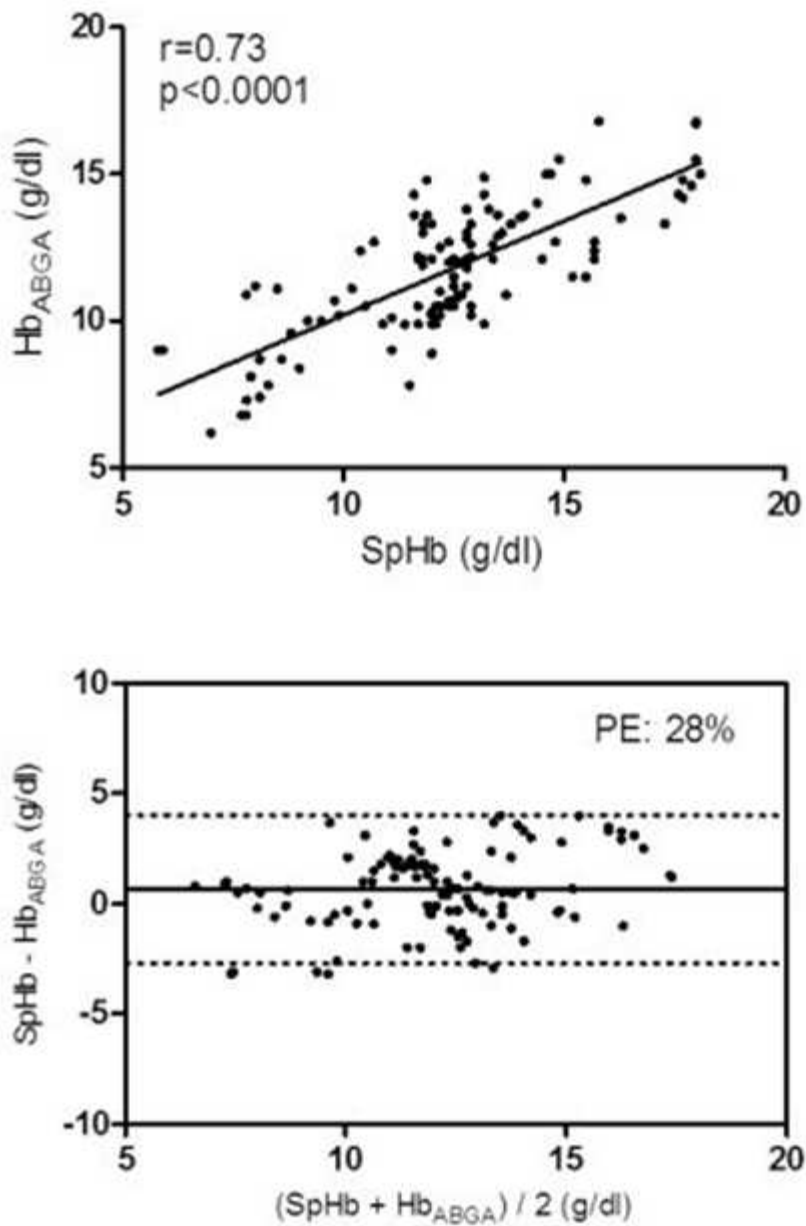 r=0.73
p<0.0001
Hb_ABGA (g/dl)
20
15
10
5
5 10 15 20
SpHb (g/dl)
PE: 28%
SpHb - Hb_ABGA (g/dl)
10
5
0
-5
-10
5 10 15 20
(SpHb + Hb_ABGA) / 2 (g/dl)